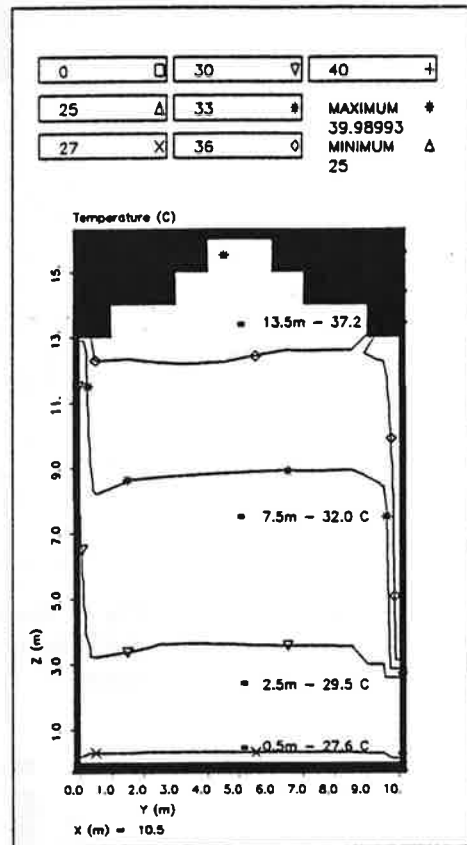 0 30 40
25 33 MAXIMUM
39.98993
27 36 MINIMUM
25
Temperature (C)
15.
13.
11.
9.0
7.0
5.0
3.0
1.0
Z (m)
13.5m – 37.2
7.5m – 32.0 C
2.5m – 29.5 C
0.5m – 27.6 C
0.0 1.0 2.0 3.0 4.0 5.0 6.0 7.0 8.0 9.0 10.
Y (m)
X (m) = 10.5